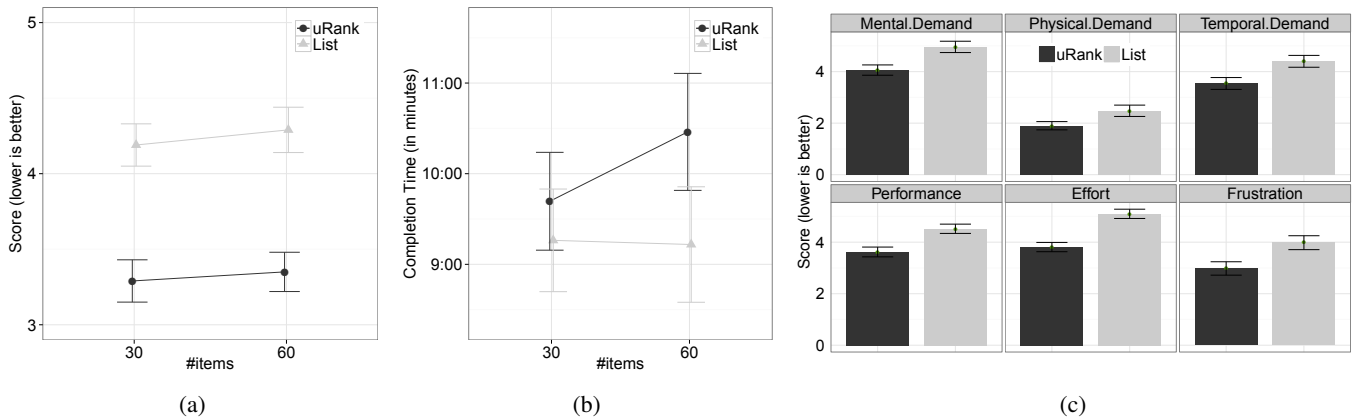 5
4
3
Score (lower is better)
uRank
List
30
60
#items
(a)
11:00
10:00
9:00
Completion Time (in minutes)
uRank
List
30
60
#items
(b)
Score (lower is better)
Mental.Demand
Physical.Demand
Temporal.Demand
uRank
List
4
2
0
Performance
Effort
Frustration
4
2
0
(c)